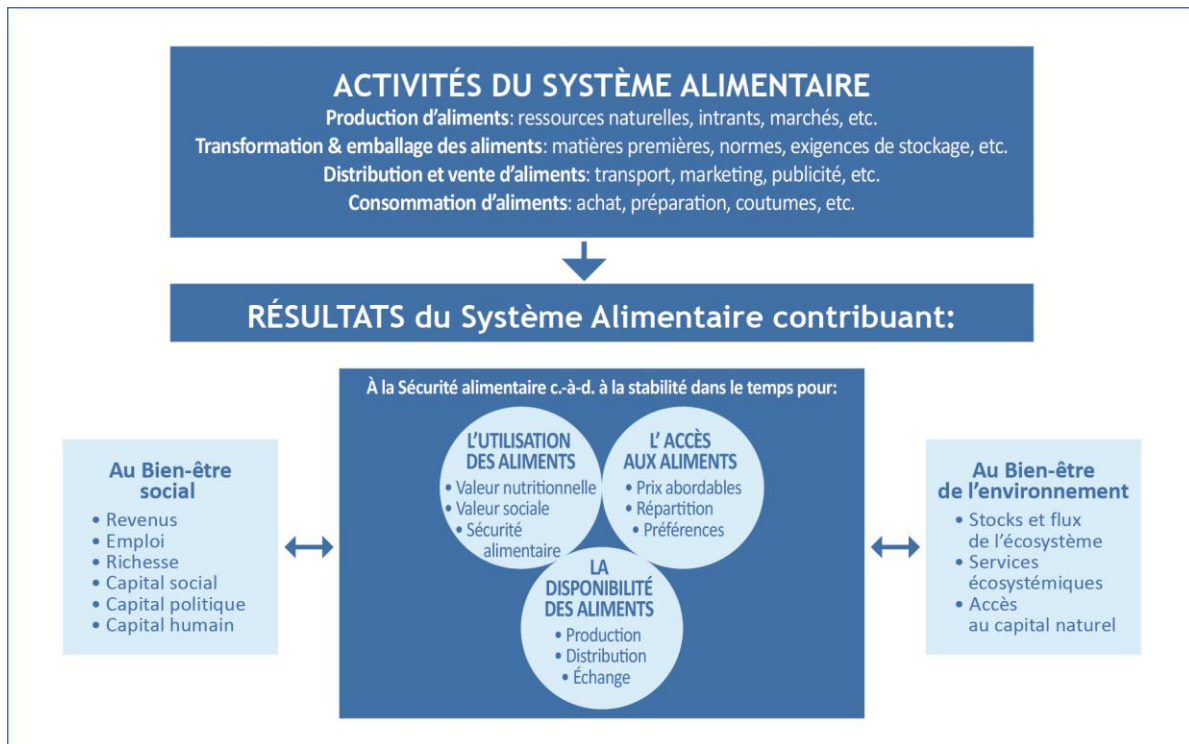 ACTIVITÉS DU SYSTÈME ALIMENTAIRE
Production d'aliments: ressources naturelles, intrants, marchés, etc.
Transformation & emballage des aliments: matières premières, normes, exigences de stockage, etc.
Distribution et vente d'aliments: transport, marketing, publicité, etc.
Consommation d'aliments: achat, préparation, coutumes, etc.
RÉSULTATS du Système Alimentaire contribuant:
À la Sécurité alimentaire c.-à-d. à la stabilité dans le temps pour:
L'UTILISATION
DES ALIMENTS
• Valeur nutritionnelle
• Valeur sociale
• Sécurité
alimentaire
L' ACCÈS
AUX ALIMENTS
• Prix abordables
• Répartition
• Préférences
LA
DISPONIBILITÉ
DES ALIMENTS
• Production
• Distribution
• Échange
Au Bien-être
social
• Revenus
• Emploi
• Richesse
• Capital social
• Capital politique
• Capital humain
Au Bien-être
de l'environnement
• Stocks et flux
de l'écosystème
• Services
écosystémiques
• Accès
au capital naturel